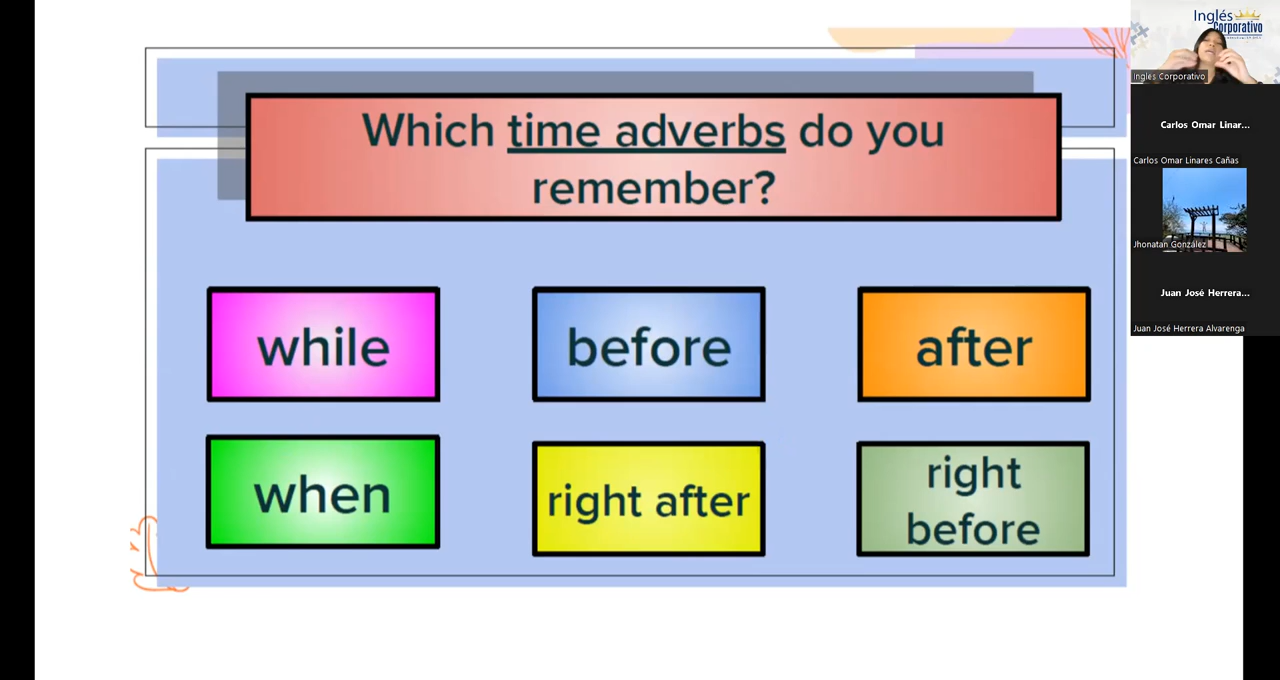 Which time adverbs do you
remember?
while
before
after
when
right after
right
before
Inglés
Corporativo
Ingles Corporativo
Carlos Omar Linar...
Carlos Omar Linares Cañas
Jhonatan González
Juan José Herrera...
Juan José Herrera Alvarenga